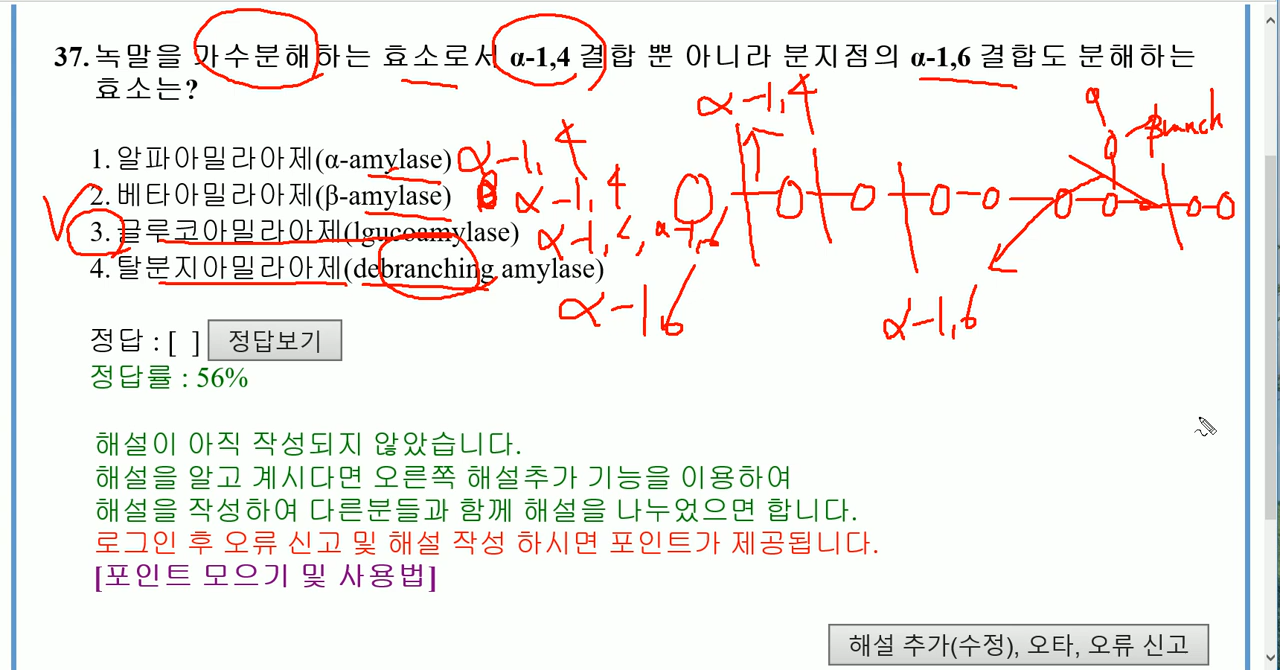 37. 녹말을 가수분해하는 효소로서 α-1,4 결합 뿐 아니라 분지점의 α-1,6 결합도 분해하는
효소는?
α-1,4
Branch
1. 알파아밀라아제(α-amylase) α-1,4
2. 베타아밀라아제(β-amylase) α-1,4
3. 글루코아밀라아제(lgucoamylase) α-1,4, α-1,6
4. 탈분지아밀라아제(debranching amylase)
α-1,6
α-1,6
정답 : [ ] 정답보기
정답률 : 56%
해설이 아직 작성되지 않았습니다.
해설을 알고 계시다면 오른쪽 해설추가 기능을 이용하여
해설을 작성하여 다른분들과 함께 해설을 나누었으면 합니다.
로그인 후 오류 신고 및 해설 작성 하시면 포인트가 제공됩니다.
[포인트 모으기 및 사용법]
해설 추가(수정), 오타, 오류 신고